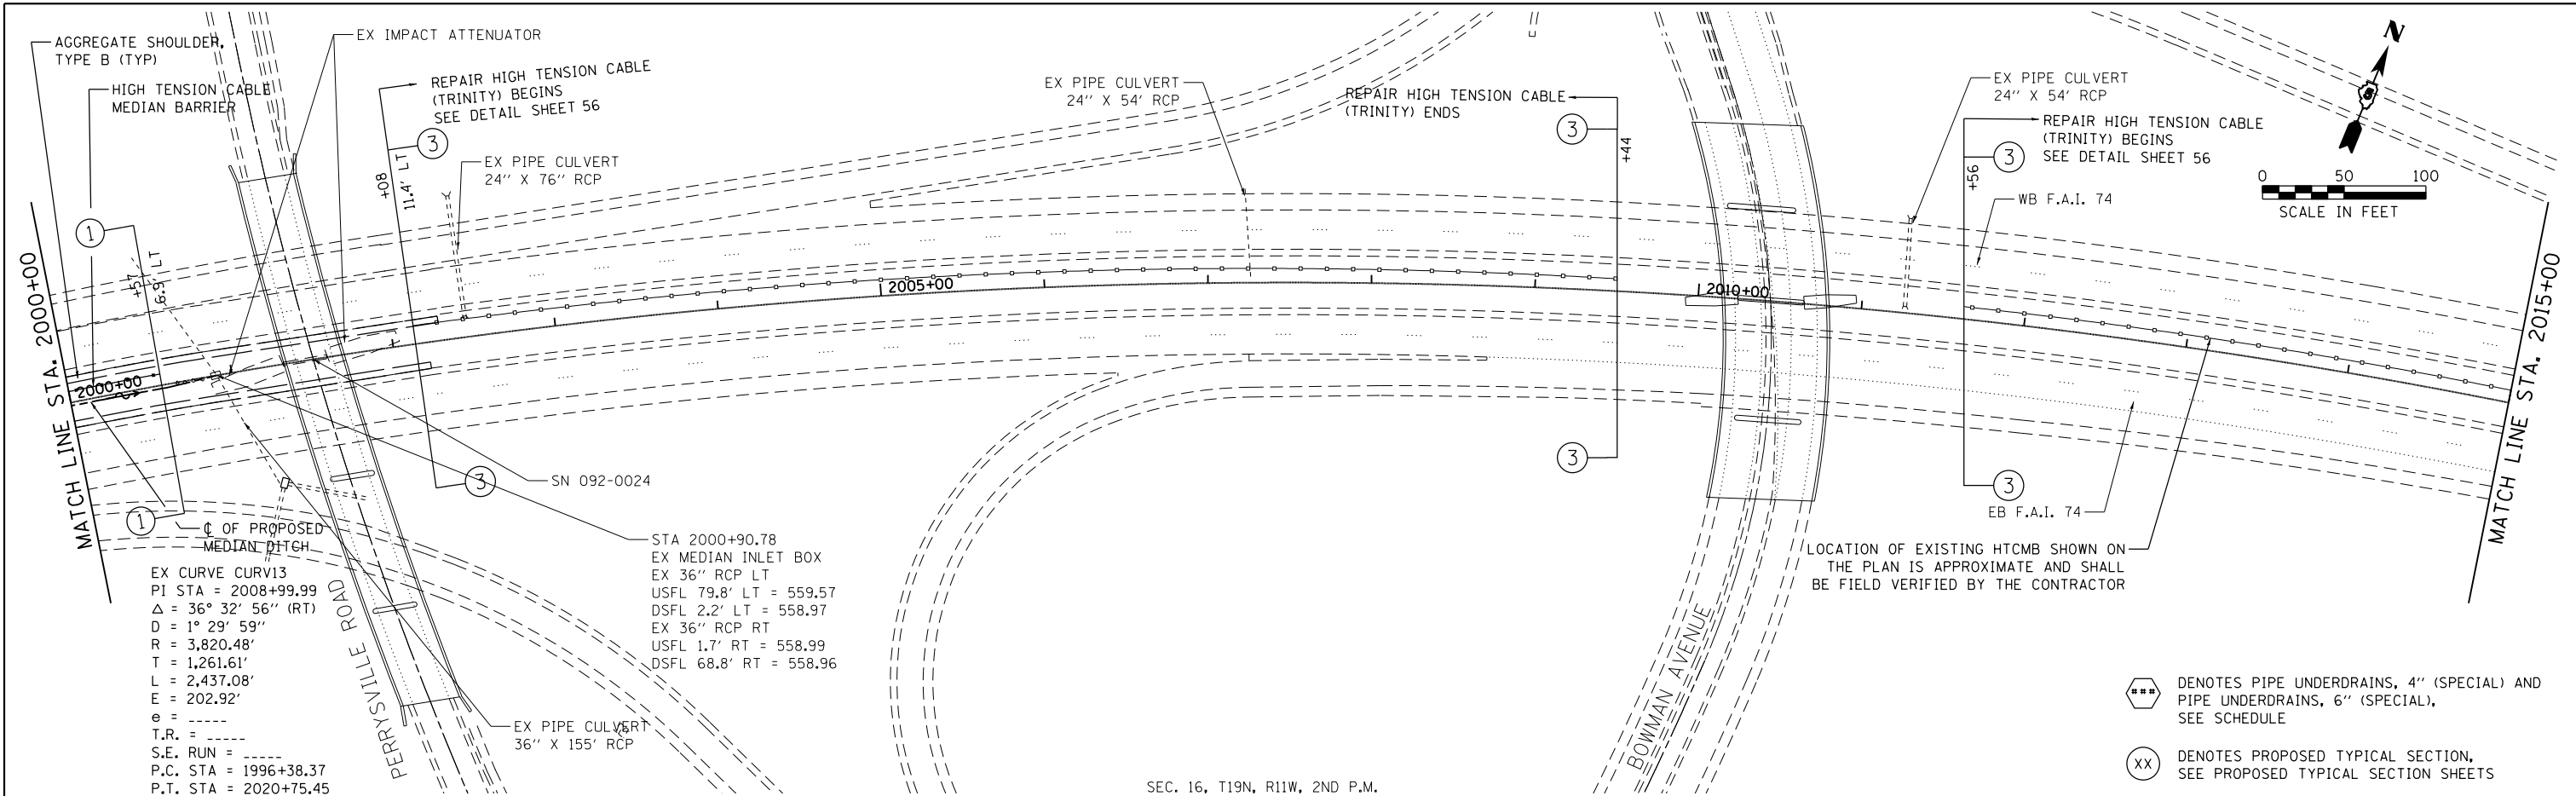 AGGREGATE SHOULDER,
TYPE B (TYP)
HIGH TENSION CABLE
MEDIAN BARRIER
EX IMPACT ATTENUATOR
REPAIR HIGH TENSION CABLE
(TRINITY) BEGINS
SEE DETAIL SHEET 56
3
+08
11.4' LT
EX PIPE CULVERT
24" X 76" RCP
EX PIPE CULVERT
24" X 54' RCP
REPAIR HIGH TENSION CABLE
(TRINITY) ENDS
3
+44
EX PIPE CULVERT
24" X 54' RCP
REPAIR HIGH TENSION CABLE
(TRINITY) BEGINS
SEE DETAIL SHEET 56
3
+56
WB F.A.I. 74
N
0 50 100
SCALE IN FEET
MATCH LINE STA. 2000+00
1
+57
6.9' LT
2000+00
2005+00
2010+00
MATCH LINE STA. 2015+00
3
SN 092-0024
1
℄ OF PROPOSED
MEDIAN DITCH
3
3
EB F.A.I. 74
LOCATION OF EXISTING HTCMB SHOWN ON
THE PLAN IS APPROXIMATE AND SHALL
BE FIELD VERIFIED BY THE CONTRACTOR
STA 2000+90.78
EX MEDIAN INLET BOX
EX 36" RCP LT
USFL 79.8' LT = 559.57
DSFL 2.2' LT = 558.97
EX 36" RCP RT
USFL 1.7' RT = 558.99
DSFL 68.8' RT = 558.96
EX CURVE CURV13
PI STA = 2008+99.99
△ = 36° 32' 56" (RT)
D = 1° 29' 59"
R = 3,820.48'
T = 1,261.61'
L = 2,437.08'
E = 202.92'
e = -----
T.R. = -----
S.E. RUN = -----
P.C. STA = 1996+38.37
P.T. STA = 2020+75.45
PERRYSVILLE ROAD
EX PIPE CULVERT
36" X 155' RCP
BOWMAN AVENUE
SEC. 16, T19N, R11W, 2ND P.M.
###
DENOTES PIPE UNDERDRAINS, 4" (SPECIAL) AND
PIPE UNDERDRAINS, 6" (SPECIAL),
SEE SCHEDULE
XX
DENOTES PROPOSED TYPICAL SECTION,
SEE PROPOSED TYPICAL SECTION SHEETS